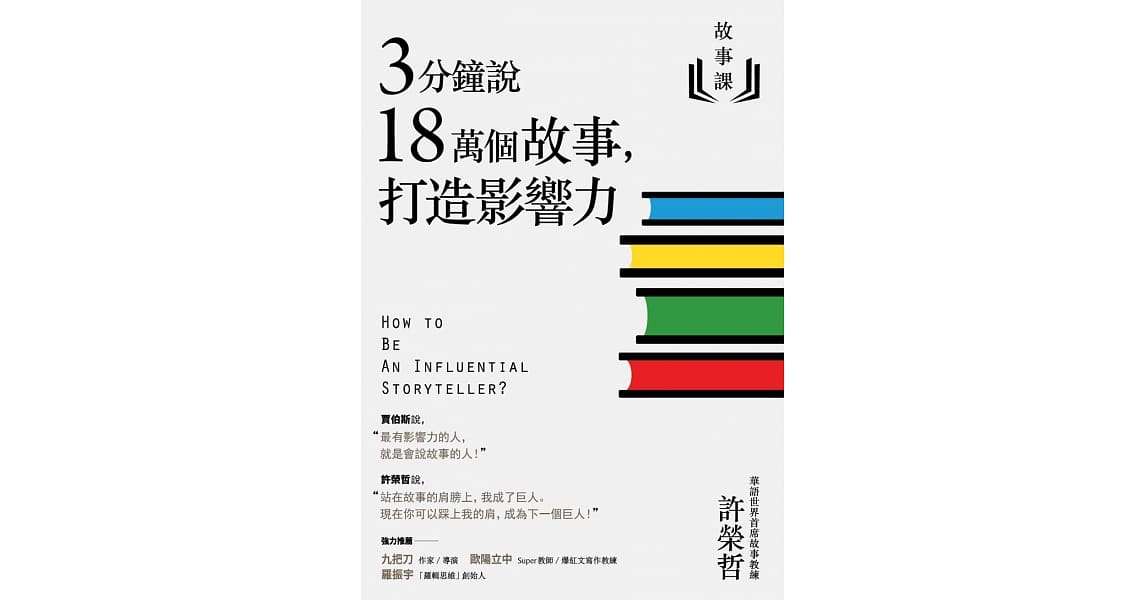 故事課
3分鐘說
18萬個故事,
打造影響力
HOW TO
BE
AN INFLUENTIAL
STORYTELLER?
賈伯斯說,
“最有影響力的人,
就是會說故事的人!”
許榮哲說,
“站在故事的肩膀上, 我成了巨人。
現在你可以踩上我的肩, 成為下一個巨人!”
強力推薦
九把刀 作家 / 導演 歐陽立中 Super教師 / 爆紅文寫作教練
羅振宇 「羅輯思維」創始人
華語世界首席故事教練
許榮哲